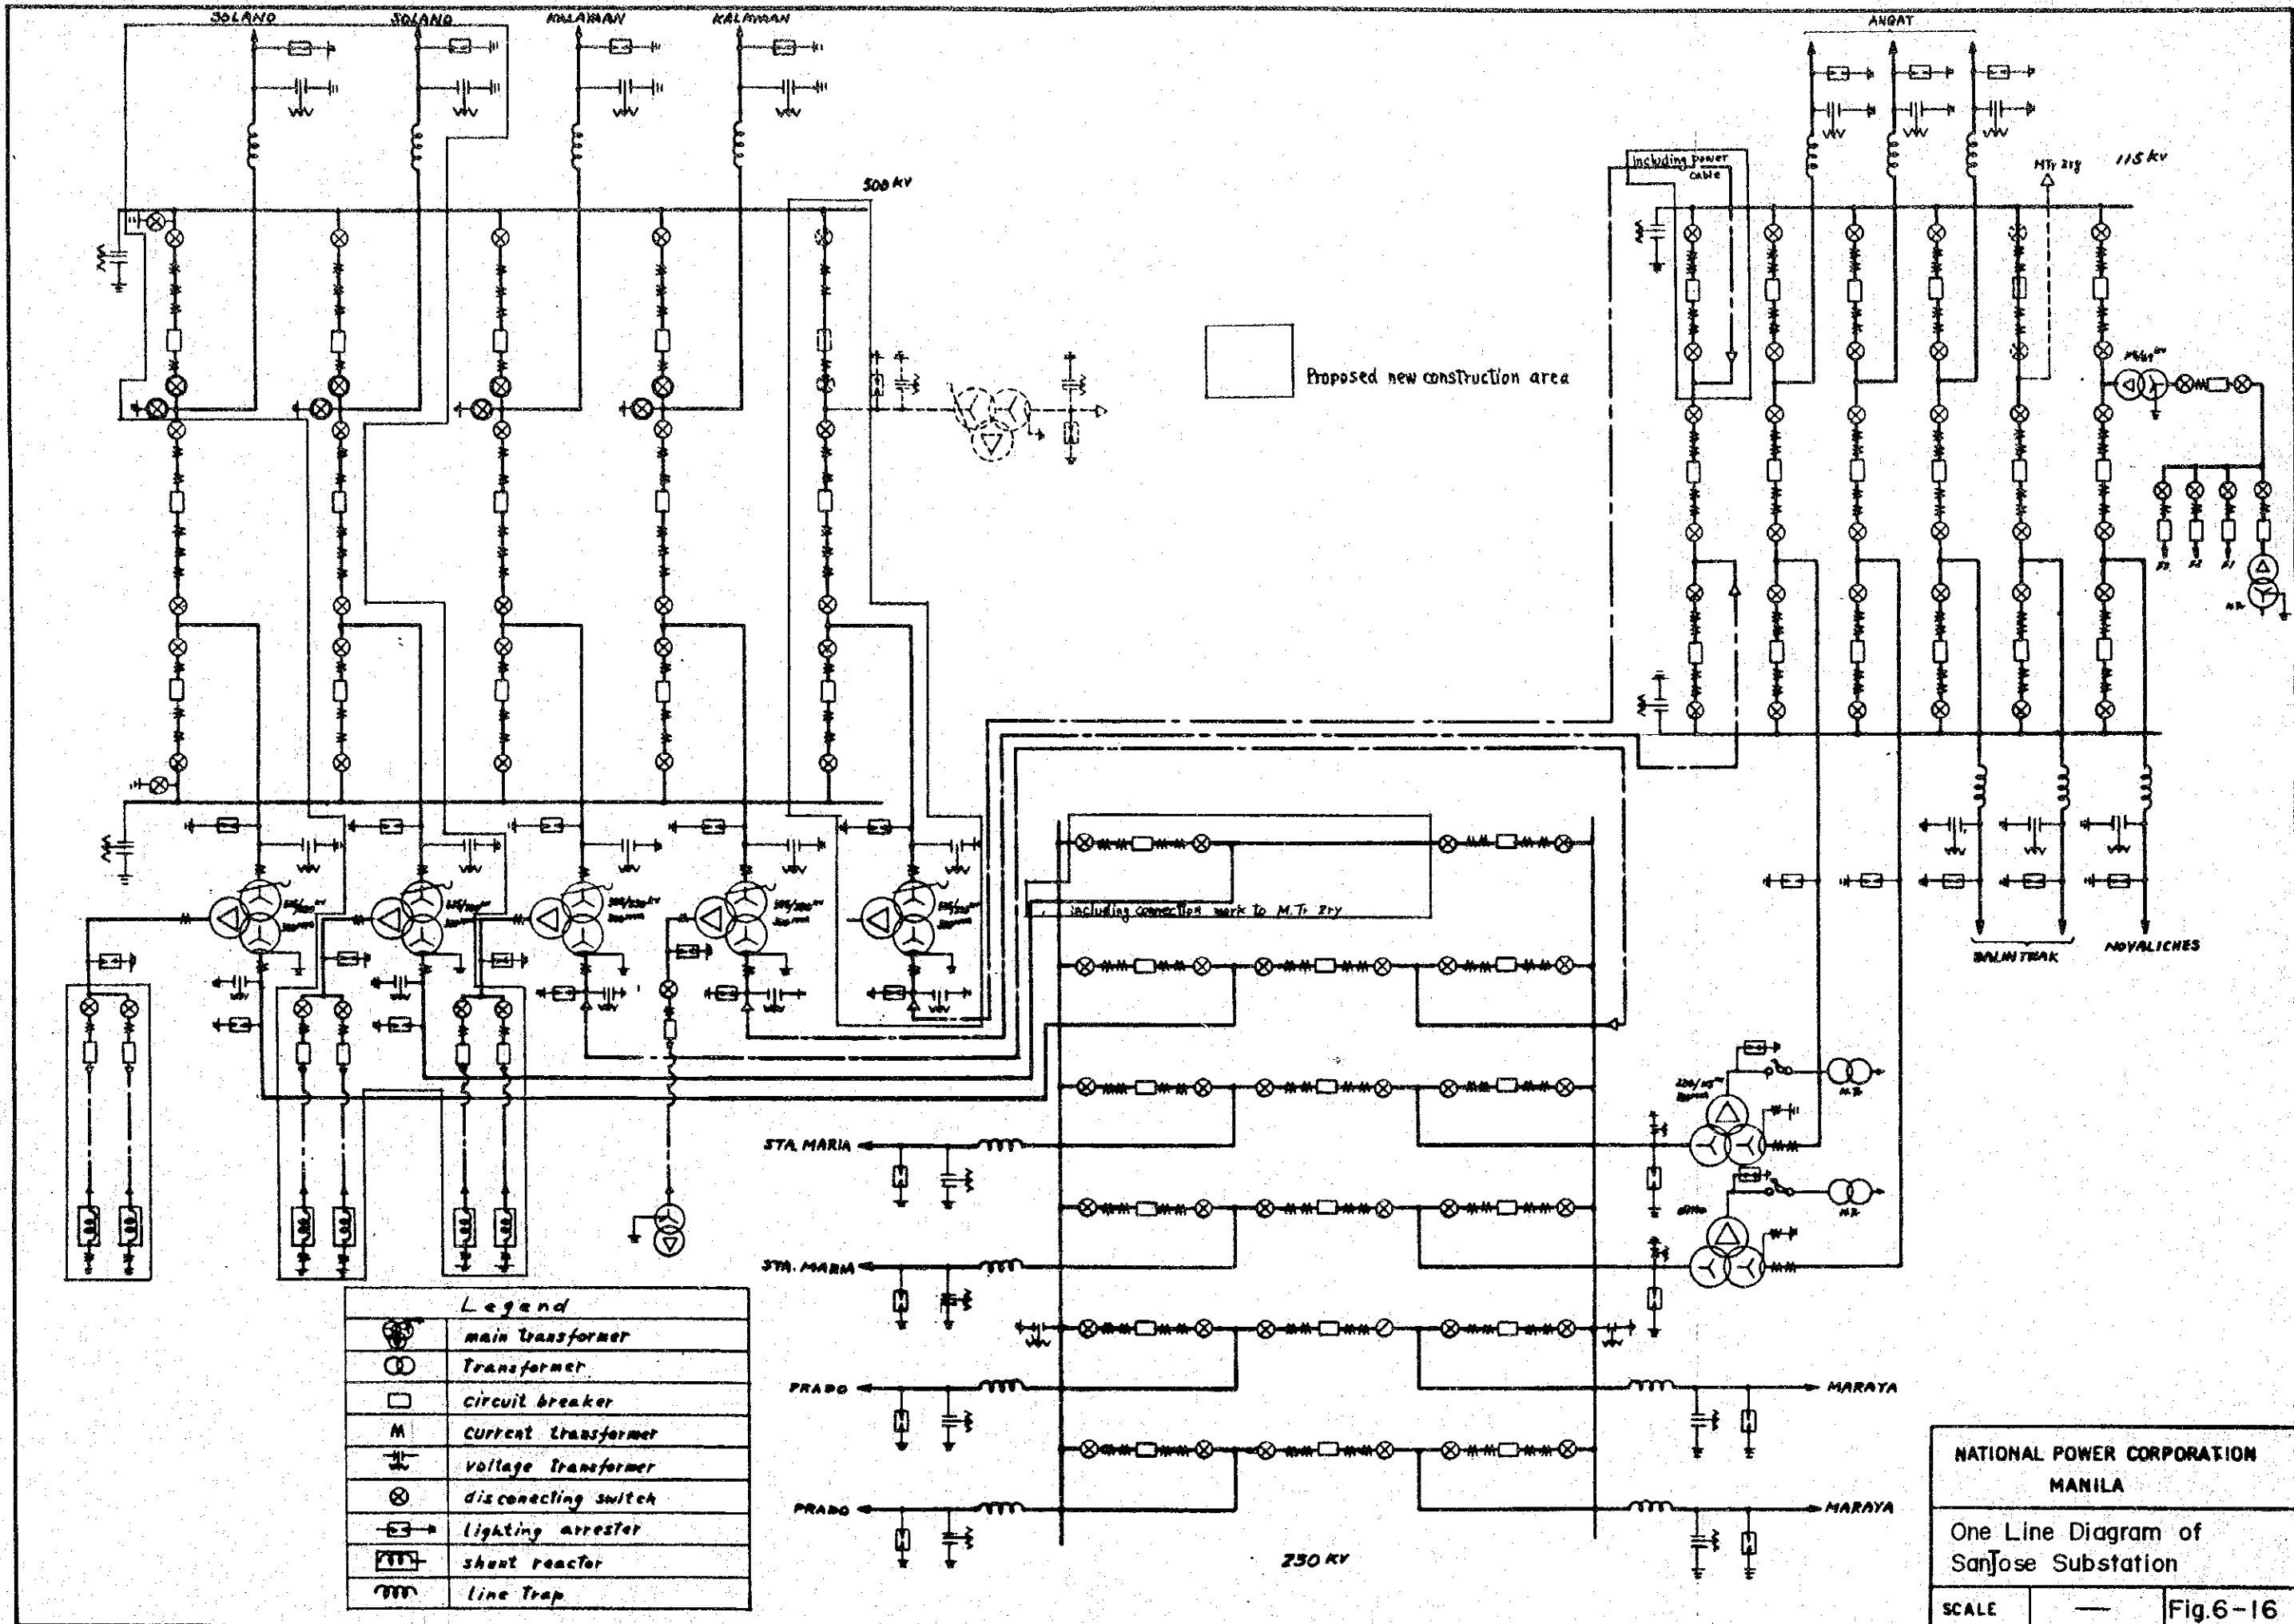 SOLANO
SOLANO
KALAYAAN
KALAYAAN
ANGAT
500 KV
including power
cable
MTr 2ry
115 KV
Proposed new construction area
including connection work to M.Tr 2ry
BALINTWAK
NOVALICHES
STA. MARIA
STA. MARIA
PRADO
MARAYA
PRADO
MARAYA
230 KV
Legend
main transformer
Transformer
circuit breaker
current transformer
voltage transformer
disconecting switch
lighting arrester
shunt reactor
line Trap
NATIONAL POWER CORPORATION
MANILA
One Line Diagram of
SanJose Substation
SCALE
—
Fig.6-16